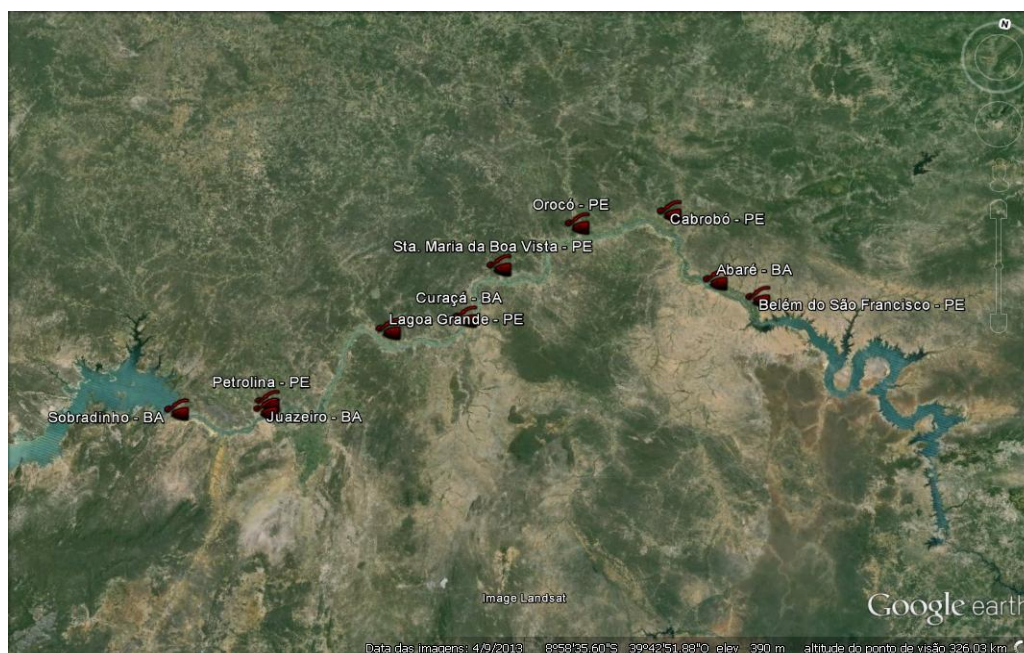 N
Orocó - PE
Cabrobó - PE
Sta. Maria da Boa Vista - PE
Abaré - BA
Curaçá - BA
Belém do São Francisco - PE
Lagoa Grande - PE
Petrolina - PE
Sobradinho - BA
Juazeiro - BA
Image Landsat
Google earth
Data das imagens: 4/9/2013 8°58'35.60"S 39°42'51.88"O elev 390 m altitude do ponto de visão 326.03 km